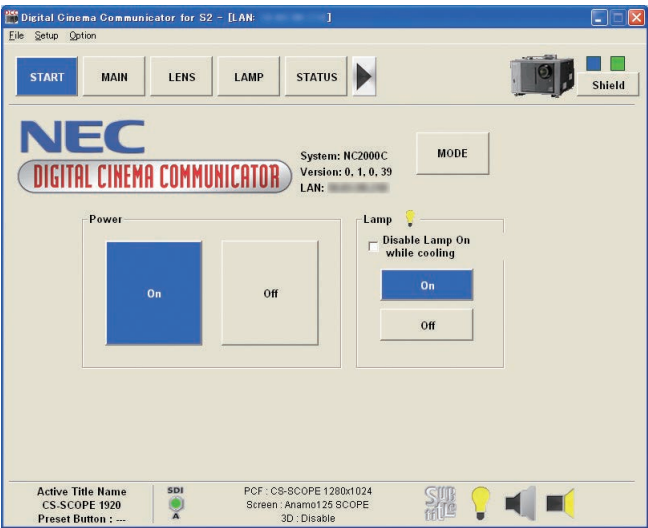 Digital Cinema Communicator for S2 - [LAN: ]
File Setup Option
START MAIN LENS LAMP STATUS
Shield
NEC
DIGITAL CINEMA COMMUNICATOR
System: NC2000C
Version: 0, 1, 0, 39
LAN:
MODE
Power
On Off
Lamp
Disable Lamp On
while cooling
On
Off
Active Title Name
CS-SCOPE 1920
Preset Button : ---
SDI
A
PCF : CS-SCOPE 1280x1024
Screen : Anamo125 SCOPE
3D : Disable
SUB
TITLE